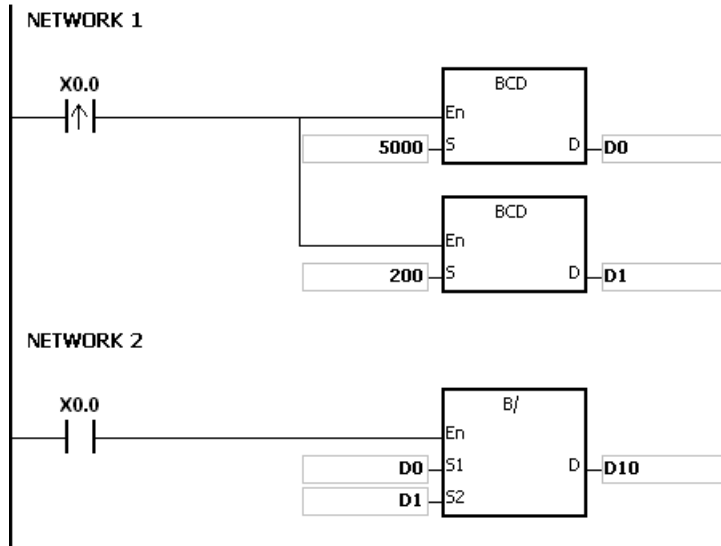 NETWORK 1
X0.0
BCD
En
5000 S D D0
BCD
En
200 S D D1
NETWORK 2
X0.0
B/
En
D0 S1 D D10
D1 S2